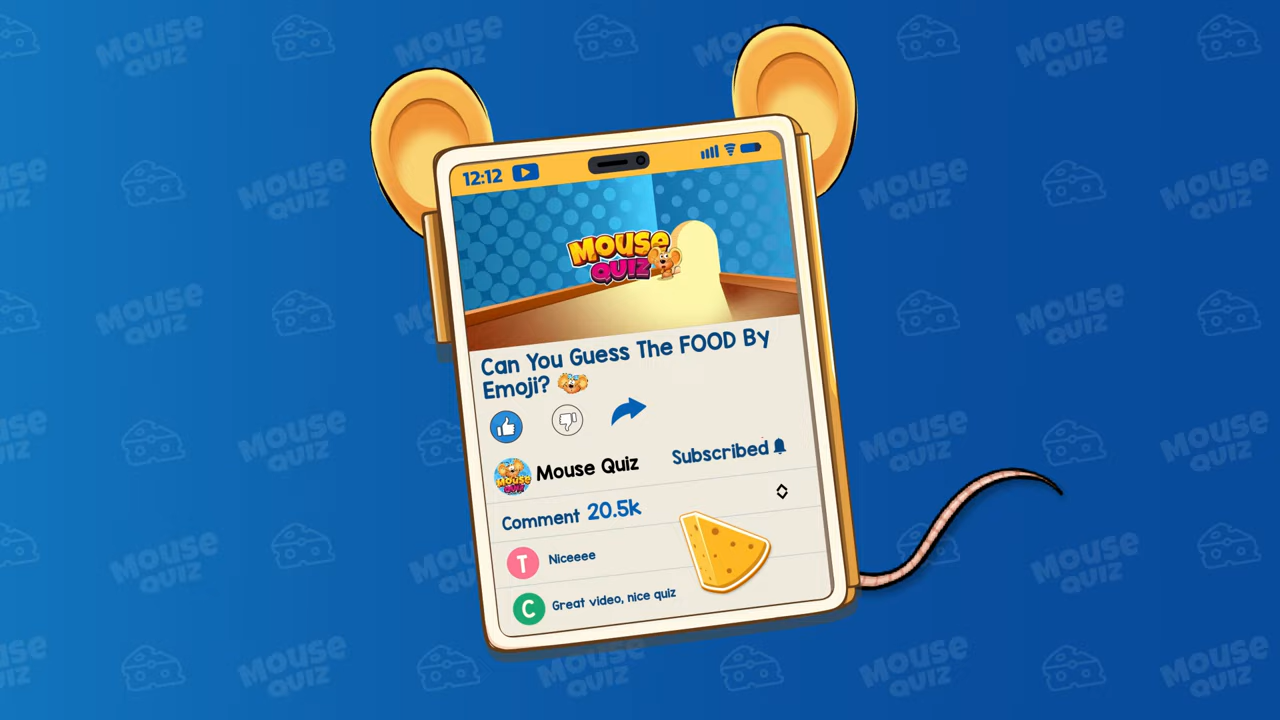 12:12
MOUSE
QUIZ
Can You Guess The FOOD By
Emoji?
Mouse Quiz
Subscribed
Comment 20.5k
T Niceeee
C Great video, nice quiz